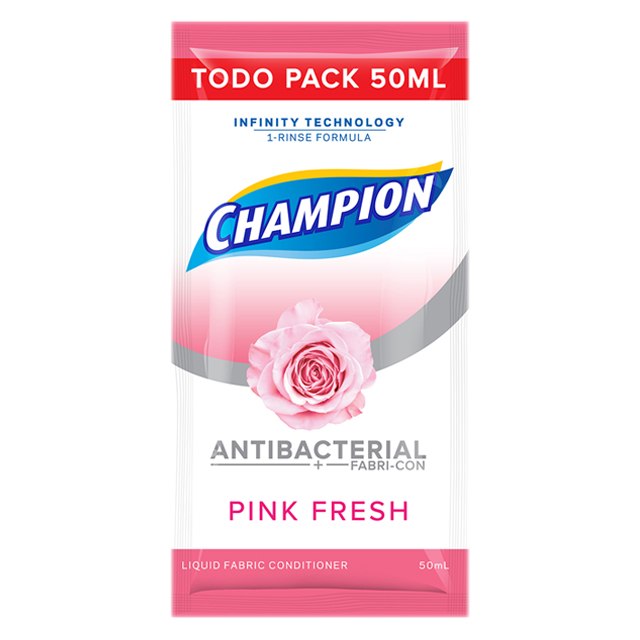 TODO PACK 50ML
INFINITY TECHNOLOGY
1-RINSE FORMULA
CHAMPION
ANTIBACTERIAL
+ FABRI-CON
PINK FRESH
LIQUID FABRIC CONDITIONER 50mL